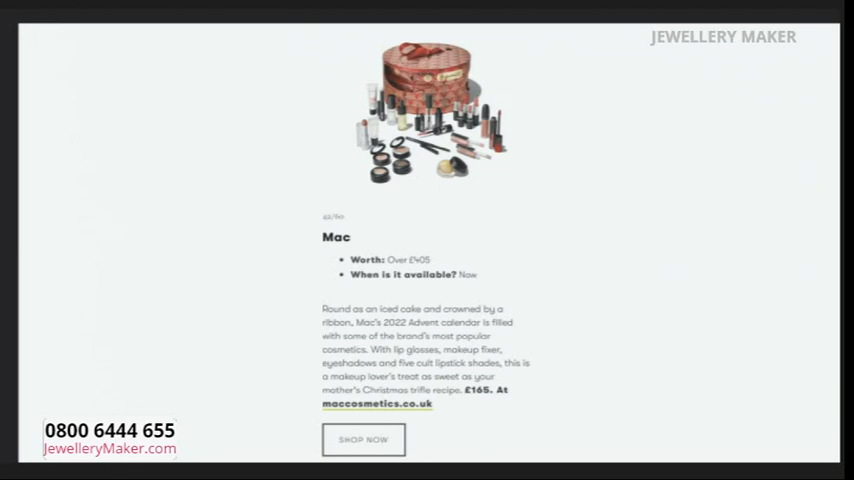 JEWELLERY MAKER
Mac
Worth: Over £405
When is it available? Now
Round as an iced cake and crowned by a
ribbon, Mac's 2022 Advent calendar is filled
with some of the brand's most popular
cosmetics. With lip glosses, makeup fixer,
eyeshadows and five cult lipstick shades, this is
a makeup lover's treat as sweet as your
mother's Christmas trifle recipe. £165. At
maccosmetics.co.uk
SHOP NOW
0800 6444 655
JewelleryMaker.com